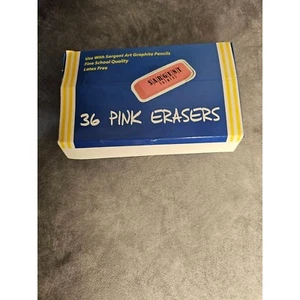 Use With Sargent Art Graphite Pencils
Fine School Quality
Latex Free
SARGENT
36 PINK ERASERS